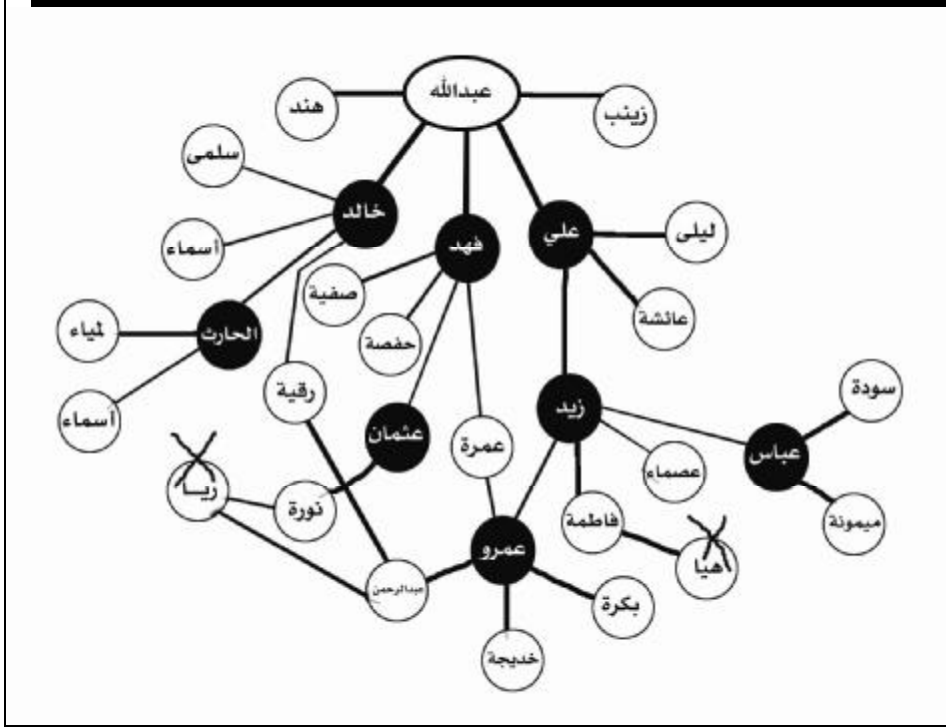 عبدالله
زينب
هند
سلمى
خالد
علي
ليلى
فهد
أسماء
صفية
عائشة
الحارث
لمياء
حفصة
رقية
سودة
زيد
أسماء
عثمان
عمرة
عباس
عصماء
ريا
نورة
فاطمة
ميمونة
عمرو
هيا
عبدالرحمن
بكرة
خديجة